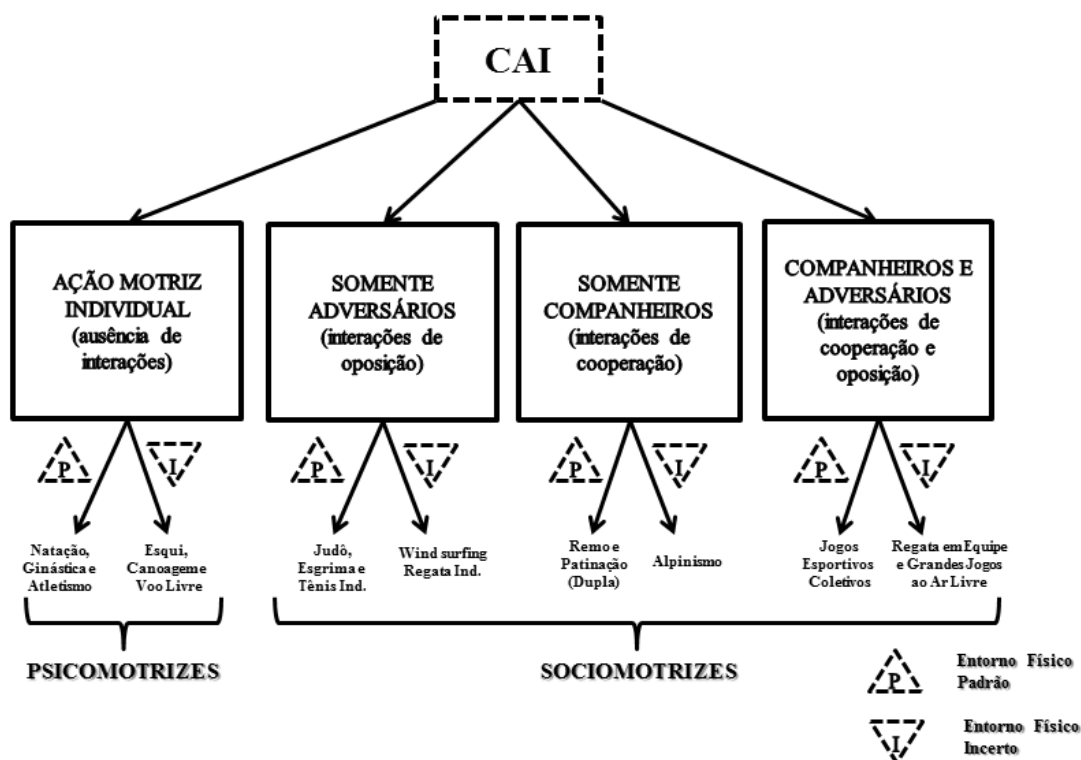 CAI
AÇÃO MOTRIZ
INDIVIDUAL
(ausência de
interações)
SOMENTE
ADVERSÁRIOS
(interações de
oposição)
SOMENTE
COMPANHEIROS
(interações de
cooperação)
COMPANHEIROS E
ADVERSÁRIOS
(interações de
cooperação e
oposição)
P
I
P
I
P
I
P
I
Natação,
Ginástica e
Atletismo
Esqui,
Canoagem e
Voo Livre
Judô,
Esgrima e
Tênis Ind.
Wind surfing
Regata Ind.
Remo e
Patinação
(Dupla)
Alpinismo
Jogos
Esportivos
Coletivos
Regata em Equipe
e Grandes Jogos
ao Ar Livre
PSICOMOTRIZES
SOCIOMOTRIZES
P
Entorno Físico
Padrão
I
Entorno Físico
Incerto